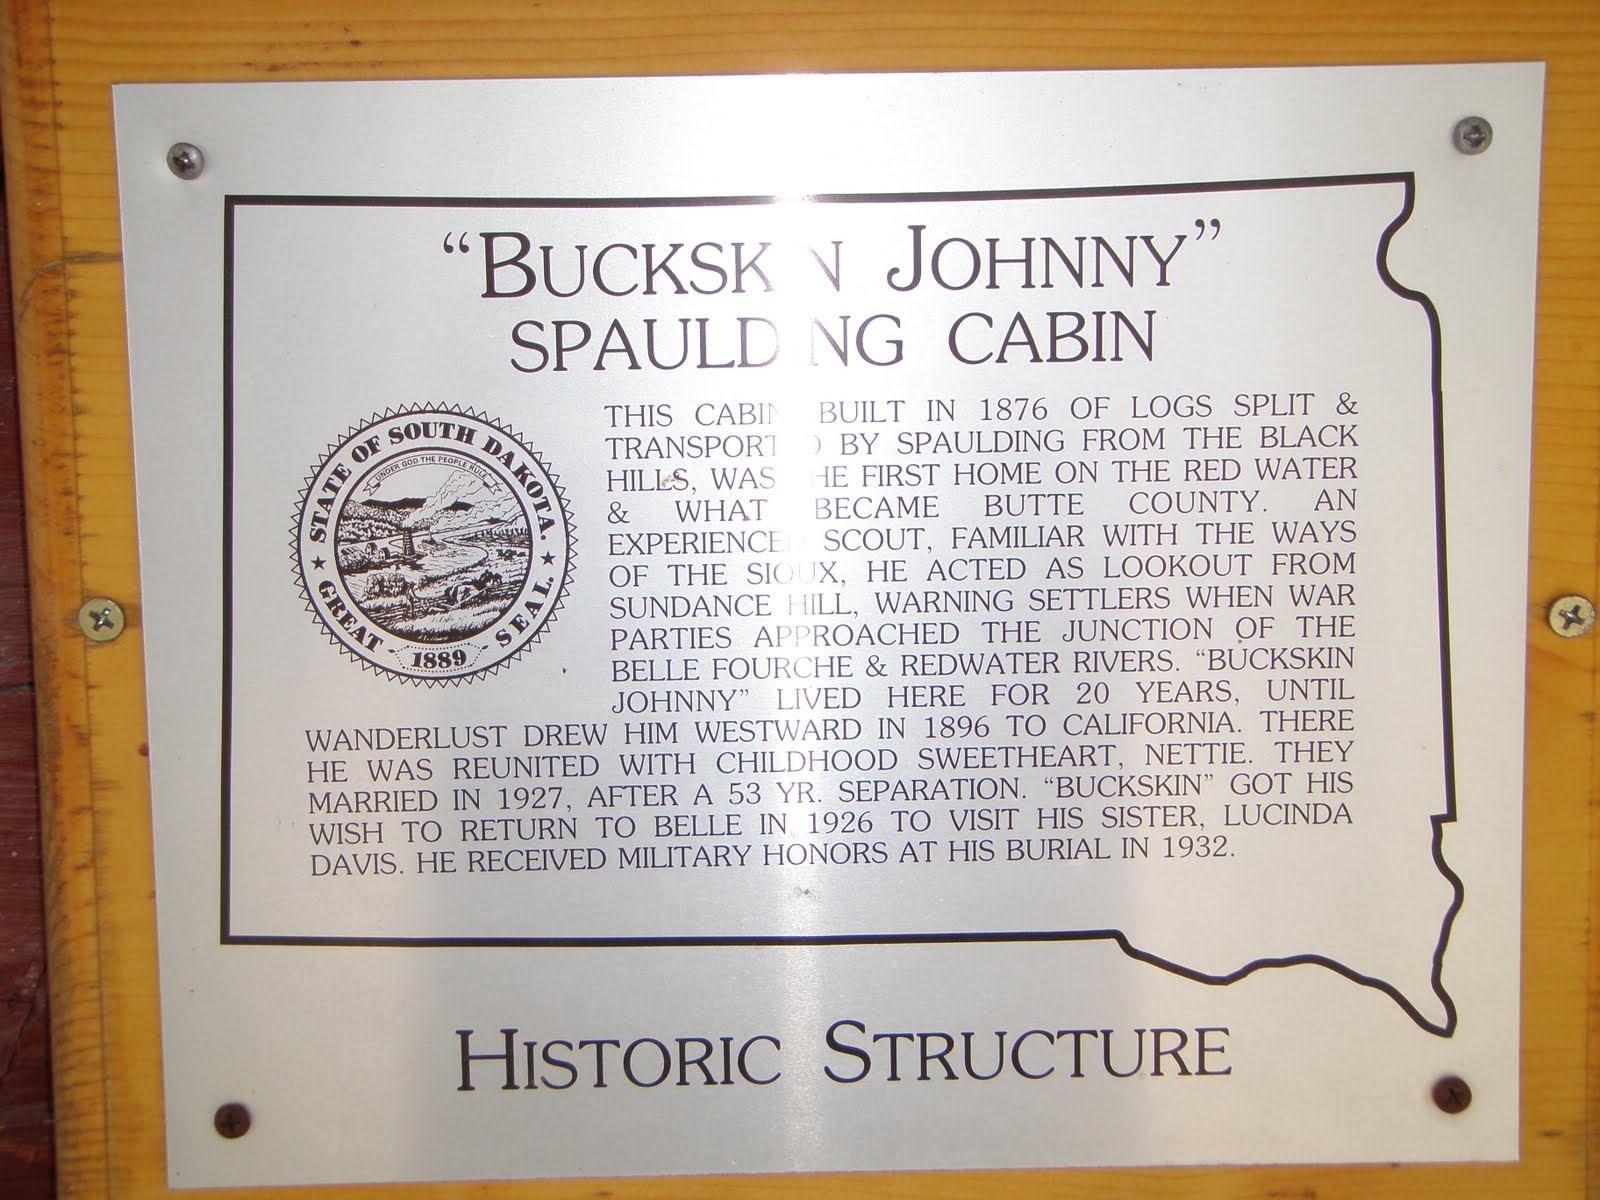 “BUCKSKIN JOHNNY”
SPAULDING CABIN
STATE OF SOUTH DAKOTA.
UNDER GOD THE PEOPLE RULE
GREAT SEAL
1889
THIS CABIN BUILT IN 1876 OF LOGS SPLIT &
TRANSPORTED BY SPAULDING FROM THE BLACK
HILLS, WAS THE FIRST HOME ON THE RED WATER
& WHAT BECAME BUTTE COUNTY. AN
EXPERIENCED SCOUT, FAMILIAR WITH THE WAYS
OF THE SIOUX, HE ACTED AS LOOKOUT FROM
SUNDANCE HILL, WARNING SETTLERS WHEN WAR
PARTIES APPROACHED THE JUNCTION OF THE
BELLE FOURCHE & REDWATER RIVERS. “BUCKSKIN
JOHNNY” LIVED HERE FOR 20 YEARS, UNTIL
WANDERLUST DREW HIM WESTWARD IN 1896 TO CALIFORNIA. THERE
HE WAS REUNITED WITH CHILDHOOD SWEETHEART, NETTIE. THEY
MARRIED IN 1927, AFTER A 53 YR. SEPARATION. “BUCKSKIN” GOT HIS
WISH TO RETURN TO BELLE IN 1926 TO VISIT HIS SISTER, LUCINDA
DAVIS. HE RECEIVED MILITARY HONORS AT HIS BURIAL IN 1932.
HISTORIC STRUCTURE